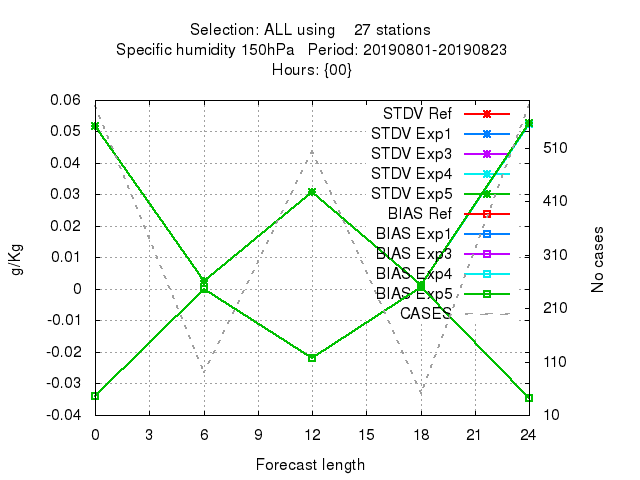 Selection: ALL using 27 stations
Specific humidity 150hPa Period: 20190801-20190823
Hours: {00}
0.06
0.05
0.04
0.03
0.02
0.01
0
-0.01
-0.02
-0.03
-0.04
g/Kg
STDV Ref
STDV Exp1
STDV Exp3
STDV Exp4
STDV Exp5
BIAS Ref
BIAS Exp1
BIAS Exp3
BIAS Exp4
BIAS Exp5
CASES
510
410
310
210
110
10
No cases
0 3 6 9 12 15 18 21 24
Forecast length